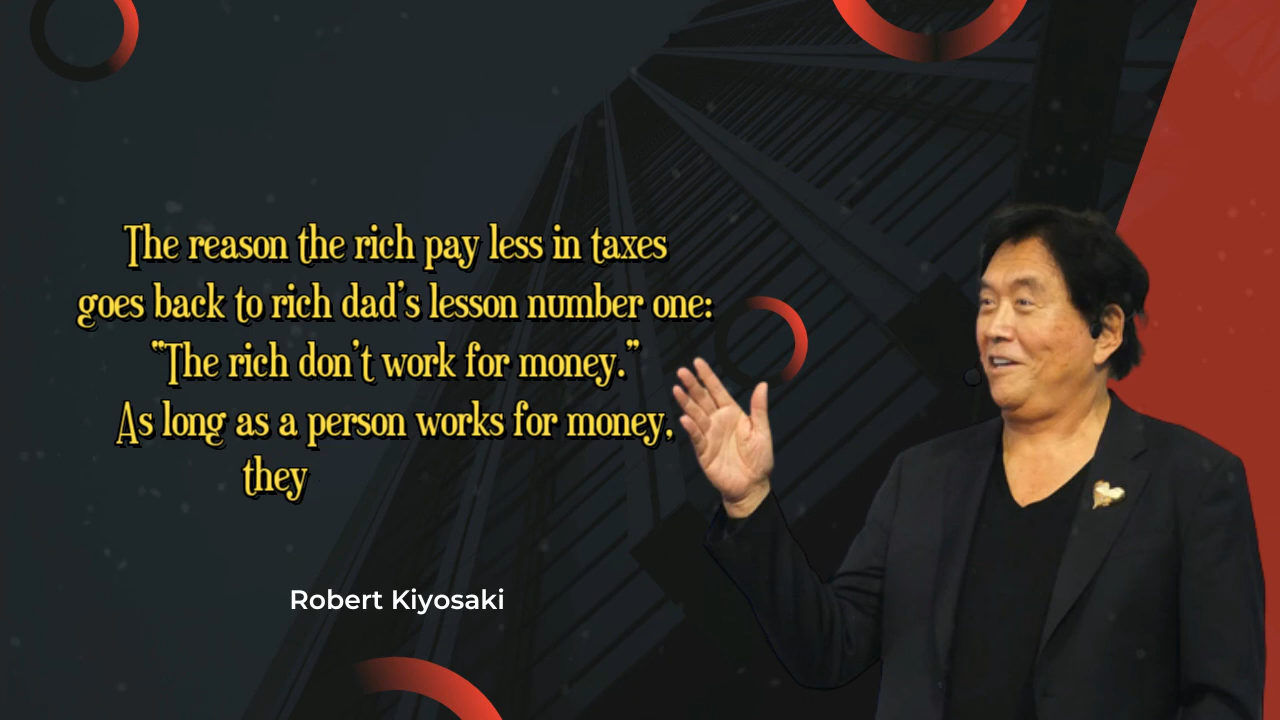 The reason the rich pay less in taxes
goes back to rich dad's lesson number one:
"The rich don't work for money."
As long as a person works for money,
they
Robert Kiyosaki